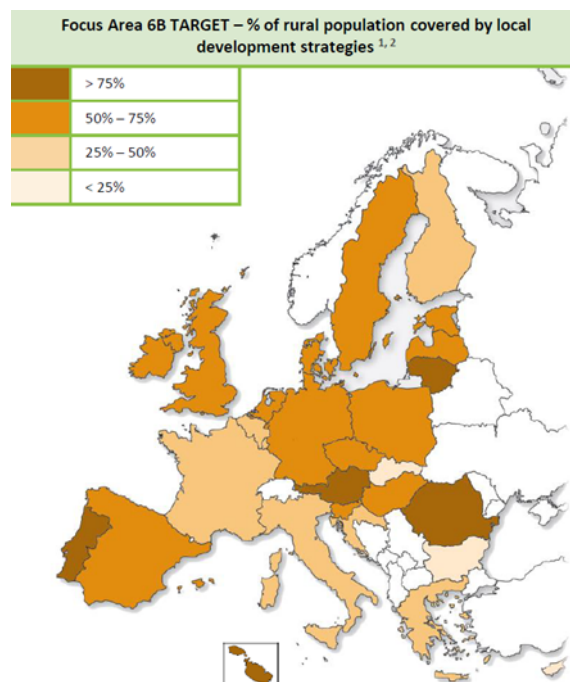 Focus Area 6B TARGET – % of rural population covered by local
development strategies 1, 2
> 75%
50% – 75%
25% – 50%
< 25%